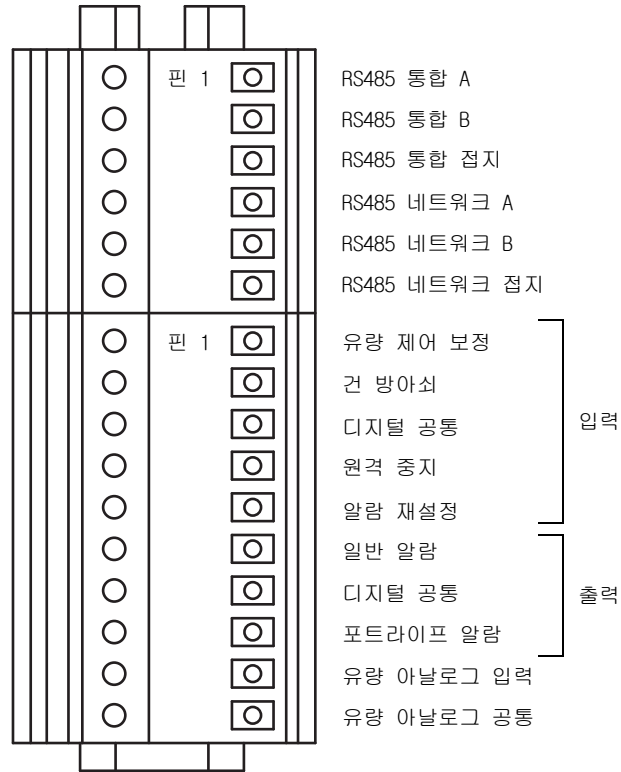 핀 1 RS485 통합 A
RS485 통합 B
RS485 통합 접지
RS485 네트워크 A
RS485 네트워크 B
RS485 네트워크 접지
핀 1 유량 제어 보정
건 방아쇠
디지털 공통
입력
원격 중지
알람 재설정
일반 알람
디지털 공통
출력
포트라이프 알람
유량 아날로그 입력
유량 아날로그 공통